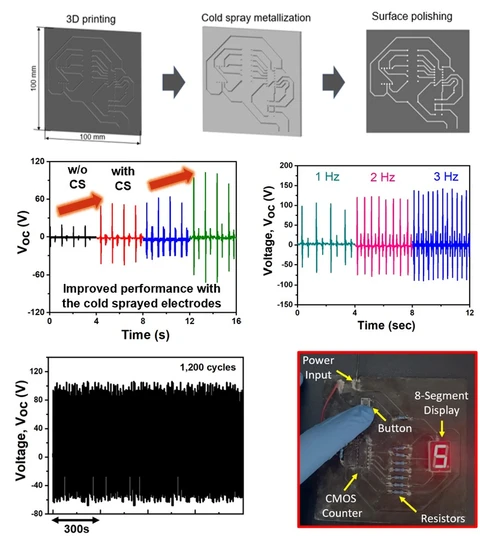 3D printing
Cold spray metallization
Surface polishing
100 mm
100 mm
w/o
CS
with
CS
Improved performance with
the cold sprayed electrodes
VOC (V)
120
60
0
-60
-120
0 4 8 12 16
Time (s)
1 Hz 2 Hz 3 Hz
Voltage, VOC (V)
200
150
100
50
0
-50
-100
-150
0 4 8 12
Time (sec)
1,200 cycles
Voltage, VOC (V)
160
120
80
40
0
-40
-80
300s
Power
Input
8-Segment
Display
Button
CMOS
Counter
Resistors
6